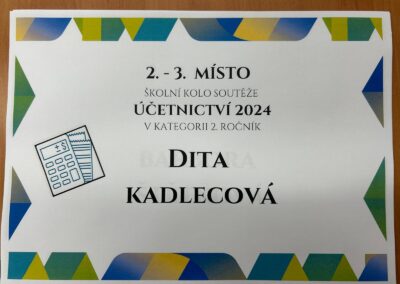 2. - 3. MÍSTO
ŠKOLNÍ KOLO SOUTĚŽE
ÚČETNICTVÍ 2024
V KATEGORII 2. ROČNÍK
DITA
KADLECOVÁ